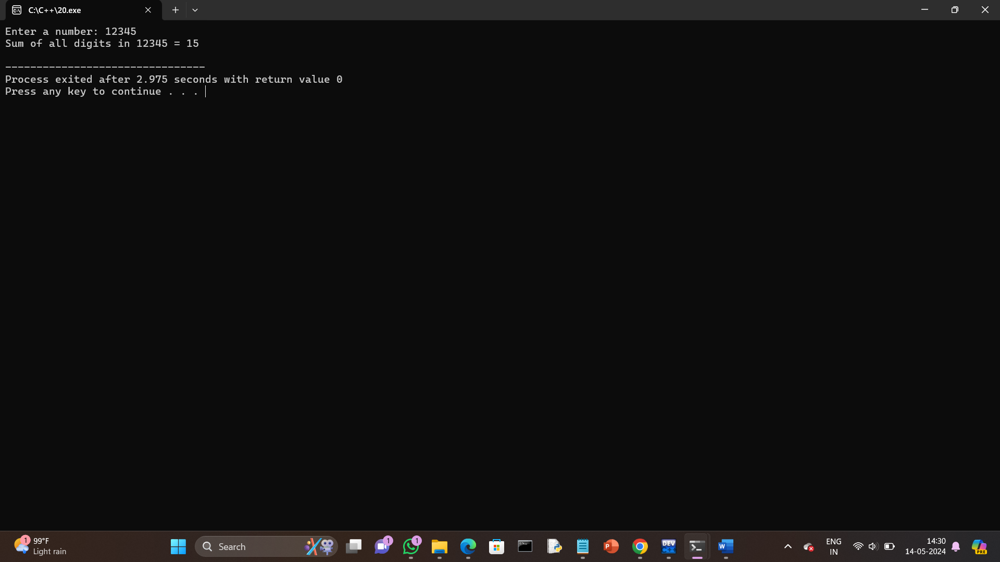 C:\C++\20.exe
Enter a number: 12345
Sum of all digits in 12345 = 15
--------------------------------
Process exited after 2.975 seconds with return value 0
Press any key to continue . . .
1
99°F
Light rain
Search
1
1
DEV
C++
P
W
ENG
IN
14:30
14-05-2024
PRE